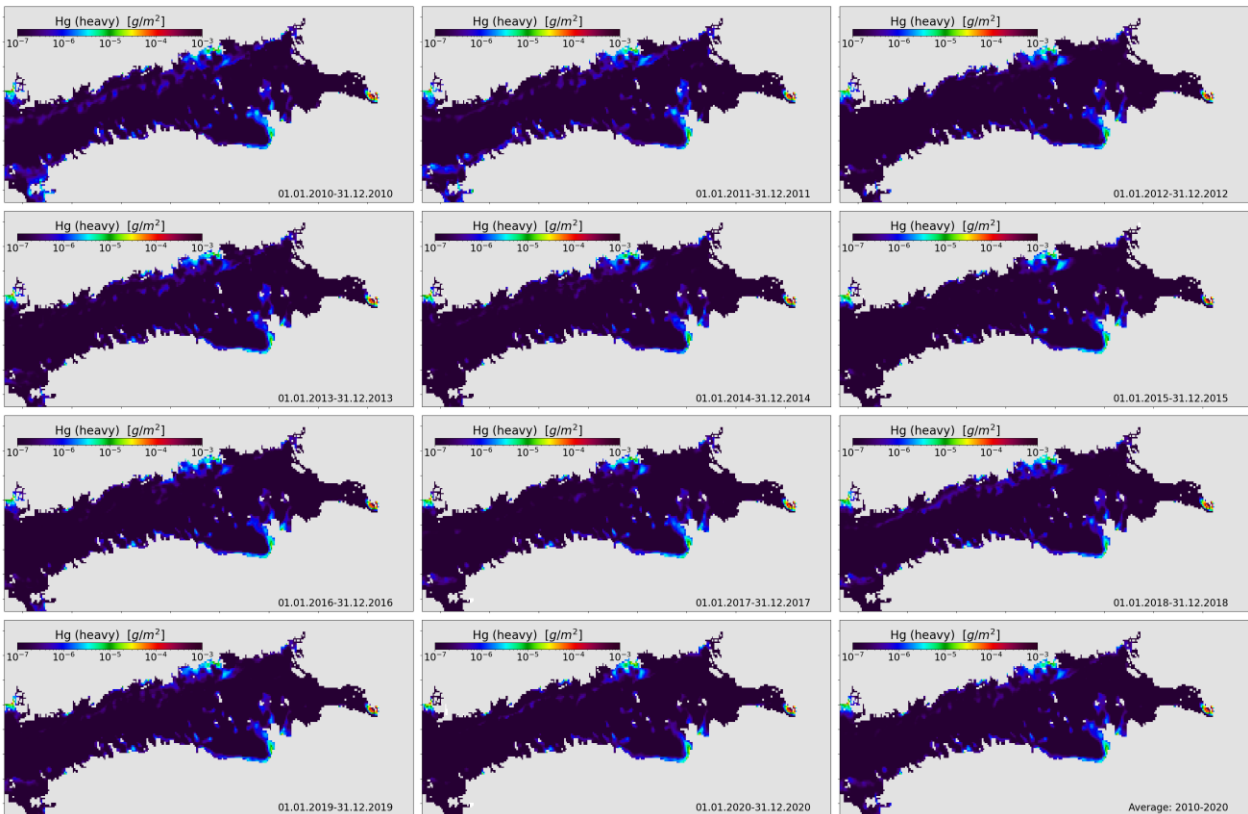 Hg (heavy) [g/m²]
10⁻⁷ 10⁻⁶ 10⁻⁵ 10⁻⁴ 10⁻³
01.01.2010-31.12.2010
Hg (heavy) [g/m²]
10⁻⁷ 10⁻⁶ 10⁻⁵ 10⁻⁴ 10⁻³
01.01.2011-31.12.2011
Hg (heavy) [g/m²]
10⁻⁷ 10⁻⁶ 10⁻⁵ 10⁻⁴ 10⁻³
01.01.2012-31.12.2012
Hg (heavy) [g/m²]
10⁻⁷ 10⁻⁶ 10⁻⁵ 10⁻⁴ 10⁻³
01.01.2013-31.12.2013
Hg (heavy) [g/m²]
10⁻⁷ 10⁻⁶ 10⁻⁵ 10⁻⁴ 10⁻³
01.01.2014-31.12.2014
Hg (heavy) [g/m²]
10⁻⁷ 10⁻⁶ 10⁻⁵ 10⁻⁴ 10⁻³
01.01.2015-31.12.2015
Hg (heavy) [g/m²]
10⁻⁷ 10⁻⁶ 10⁻⁵ 10⁻⁴ 10⁻³
01.01.2016-31.12.2016
Hg (heavy) [g/m²]
10⁻⁷ 10⁻⁶ 10⁻⁵ 10⁻⁴ 10⁻³
01.01.2017-31.12.2017
Hg (heavy) [g/m²]
10⁻⁷ 10⁻⁶ 10⁻⁵ 10⁻⁴ 10⁻³
01.01.2018-31.12.2018
Hg (heavy) [g/m²]
10⁻⁷ 10⁻⁶ 10⁻⁵ 10⁻⁴ 10⁻³
01.01.2019-31.12.2019
Hg (heavy) [g/m²]
10⁻⁷ 10⁻⁶ 10⁻⁵ 10⁻⁴ 10⁻³
01.01.2020-31.12.2020
Hg (heavy) [g/m²]
10⁻⁷ 10⁻⁶ 10⁻⁵ 10⁻⁴ 10⁻³
Average: 2010-2020